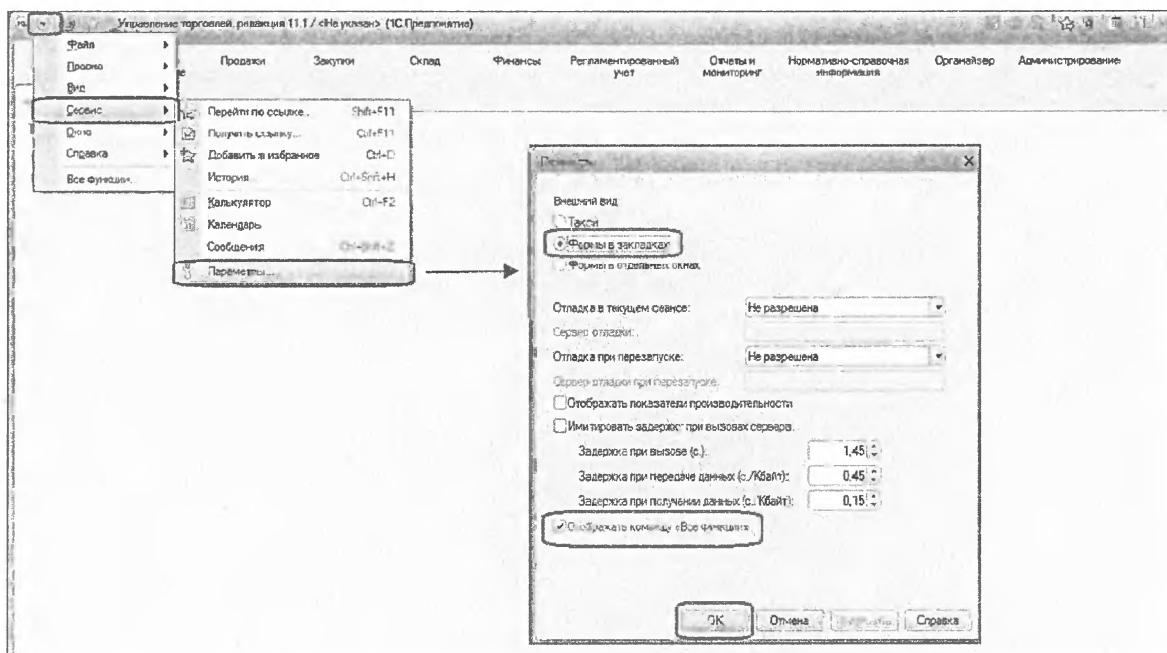 Управление торговлей, редакция 11.1 / <Не указан> (1С:Предприятие)
Продажи Закупки Склад Финансы Регламентированный учет Отчеты и мониторинг Нормативно-справочная информация Органайзер Администрирование
Файл
Правка
Вид
Сервис
Окна
Справка
Все функции...
Перейти по ссылке... Shift+F11
Получить ссылку... Ctrl+F11
Добавить в избранное Ctrl+D
История... Ctrl+Shift+H
Калькулятор Ctrl+F2
Календарь
Сообщения Ctrl+Shift+Z
Параметры...
Параметры
Внешний вид
Такси
Формы в закладках
Формы в отдельных окнах
Отладка в текущем сеансе: Не разрешена
Сервер отладки:
Отладка при перезапуске: Не разрешена
Сервер отладки при перезапуске:
Отображать показатели производительности
Имитировать задержки при вызовах сервера:
Задержка при вызове (с.): 1,45
Задержка при передаче данных (с./Кбайт): 0,45
Задержка при получении данных (с./Кбайт): 0,15
Отображать команду «Все функции»
ОК Отмена Справка